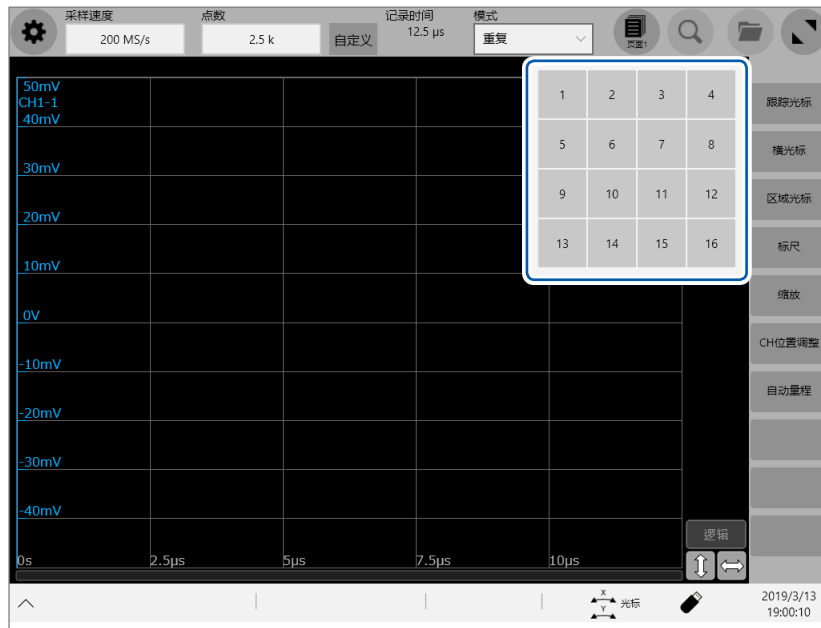 采样速度 点数 记录时间 模式
200 MS/s 2.5 k 自定义 12.5 µs 重复 页面1
50mV
CH1-1
40mV
30mV
20mV
10mV
0V
-10mV
-20mV
-30mV
-40mV
0s 2.5µs 5µs 7.5µs 10µs
1 2 3 4
5 6 7 8
9 10 11 12
13 14 15 16
跟踪光标
横光标
区域光标
标尺
缩放
CH位置调整
自动量程
逻辑
X
Y
光标
2019/3/13
19:00:10